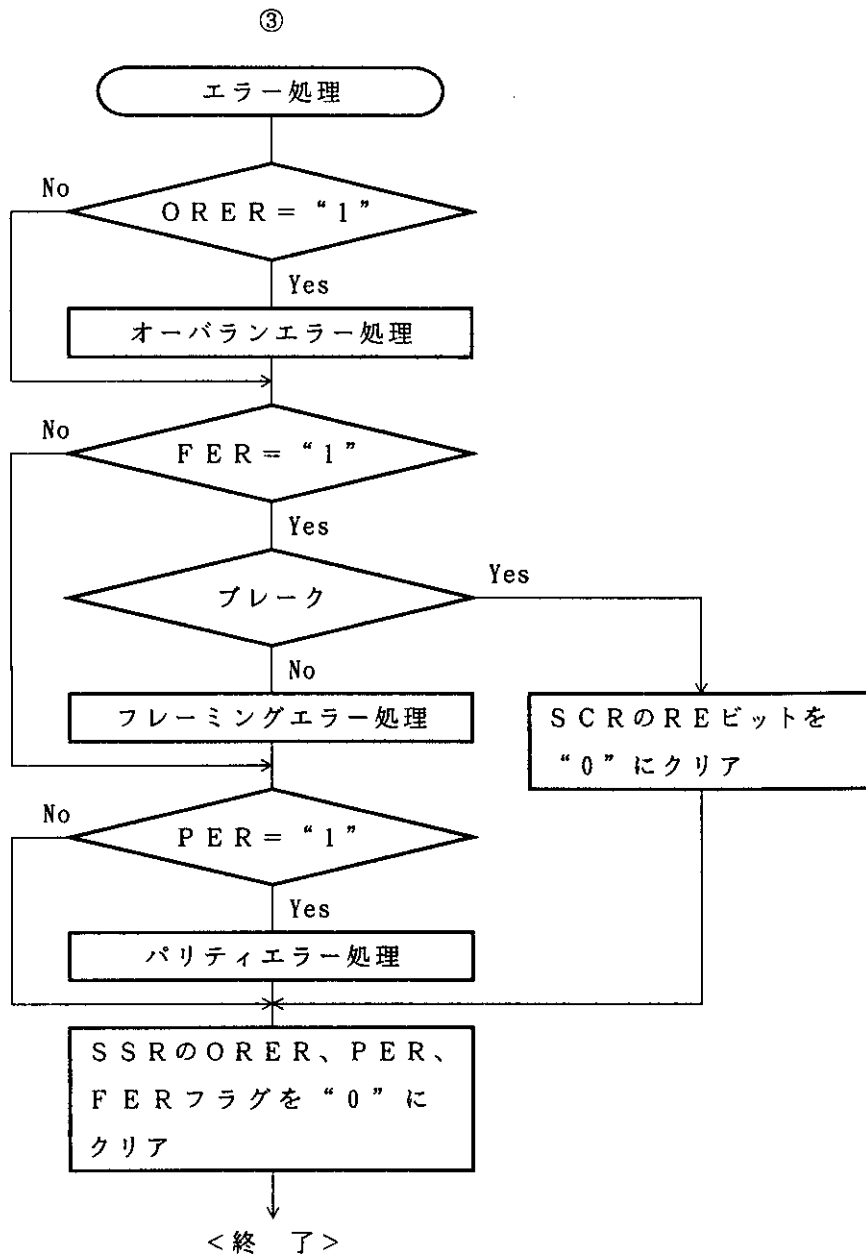 ③
エラー処理
No
ORER="1"
Yes
オーバランエラー処理
No
FER="1"
Yes
ブレーク
Yes
No
フレーミングエラー処理
SCRのREビットを
"0"にクリア
No
PER="1"
Yes
パリティエラー処理
SSRのORER、PER、
FERフラグを"0"に
クリア
<終 了>